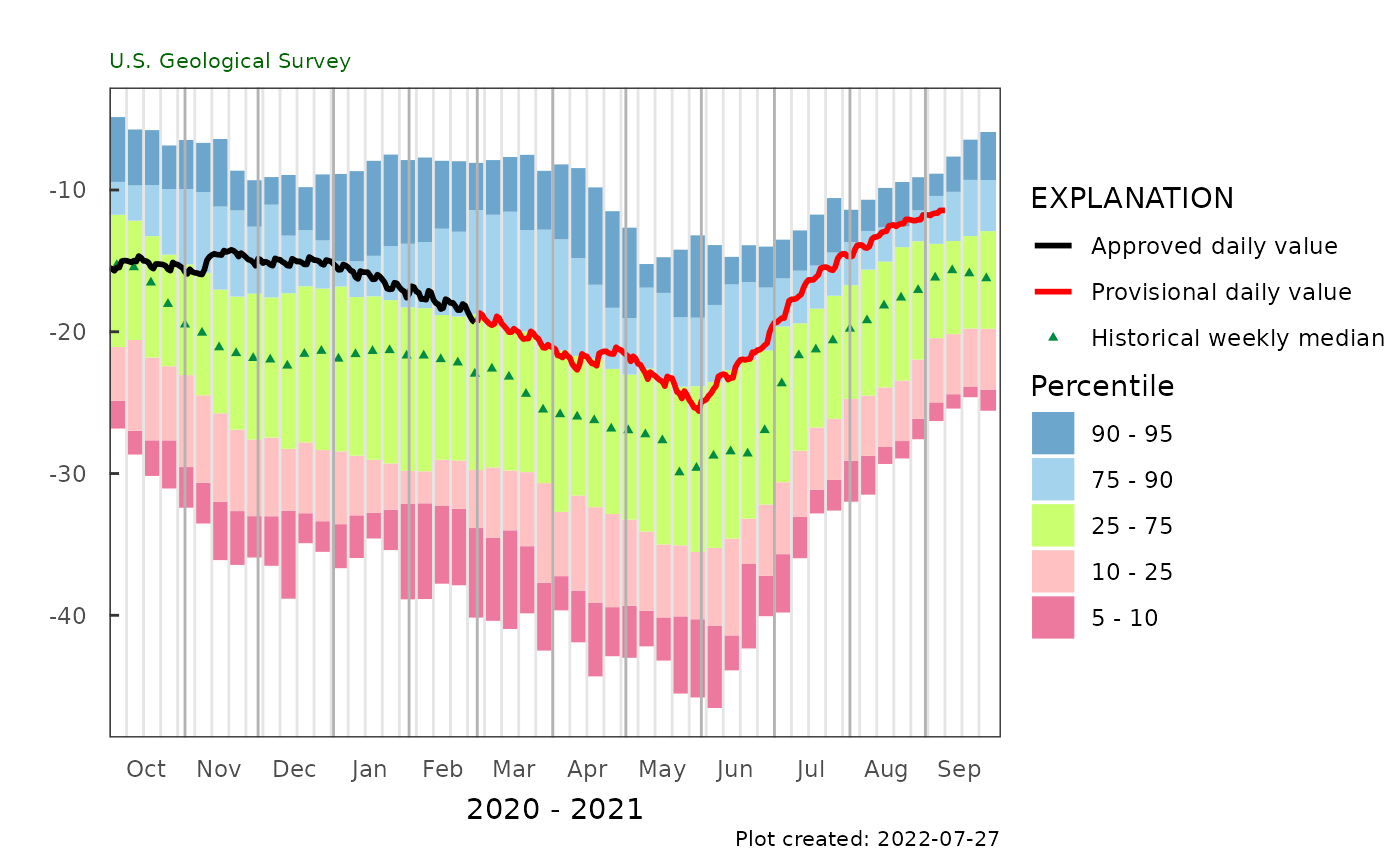 U.S. Geological Survey
-10
-20
-30
-40
Oct Nov Dec Jan Feb Mar Apr May Jun Jul Aug Sep
2020 - 2021
Plot created: 2022-07-27
EXPLANATION
Approved daily value
Provisional daily value
Historical weekly median
Percentile
90 - 95
75 - 90
25 - 75
10 - 25
5 - 10